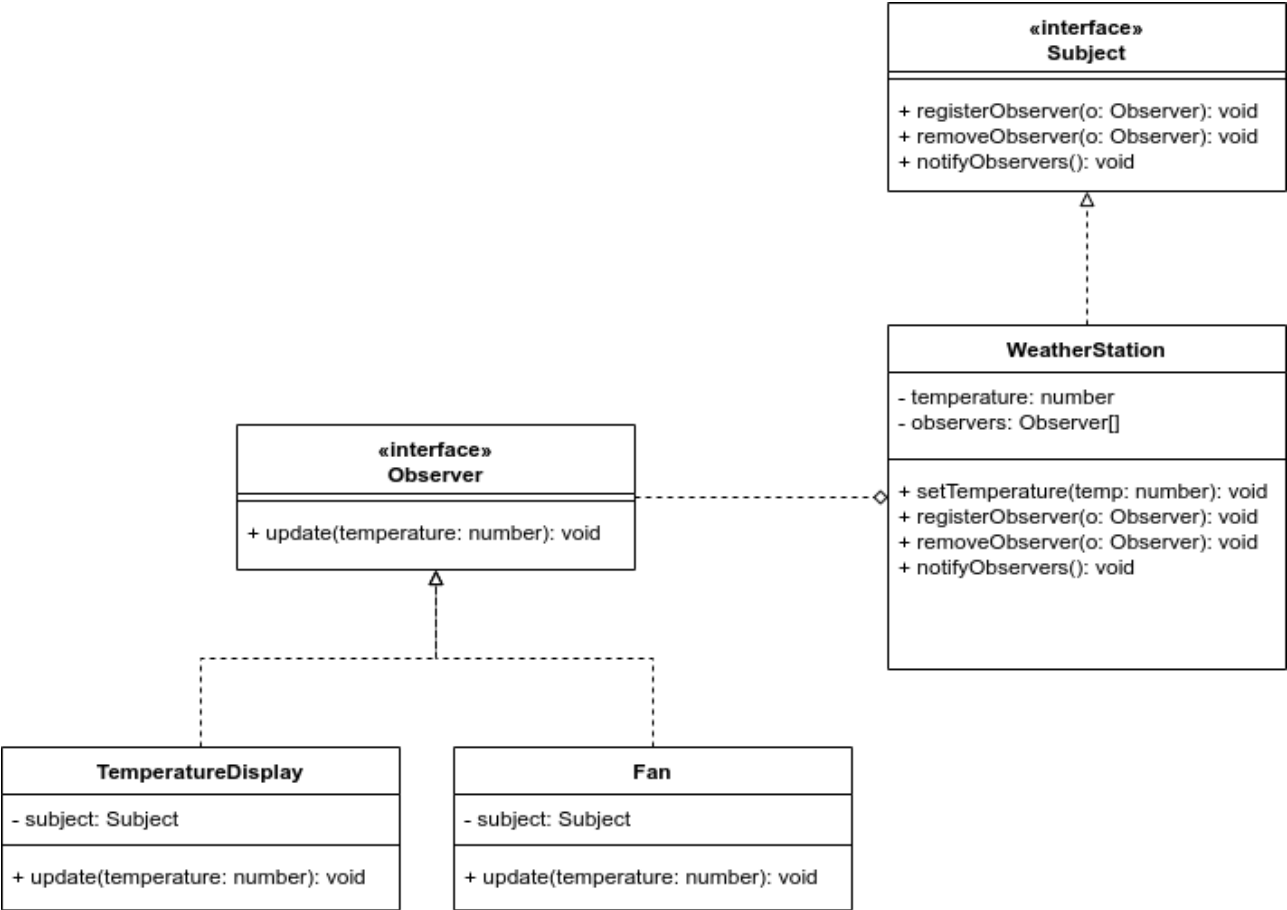 «interface»
Subject
+ registerObserver(o: Observer): void
+ removeObserver(o: Observer): void
+ notifyObservers(): void
WeatherStation
- temperature: number
- observers: Observer[]
+ setTemperature(temp: number): void
+ registerObserver(o: Observer): void
+ removeObserver(o: Observer): void
+ notifyObservers(): void
«interface»
Observer
+ update(temperature: number): void
TemperatureDisplay
- subject: Subject
+ update(temperature: number): void
Fan
- subject: Subject
+ update(temperature: number): void